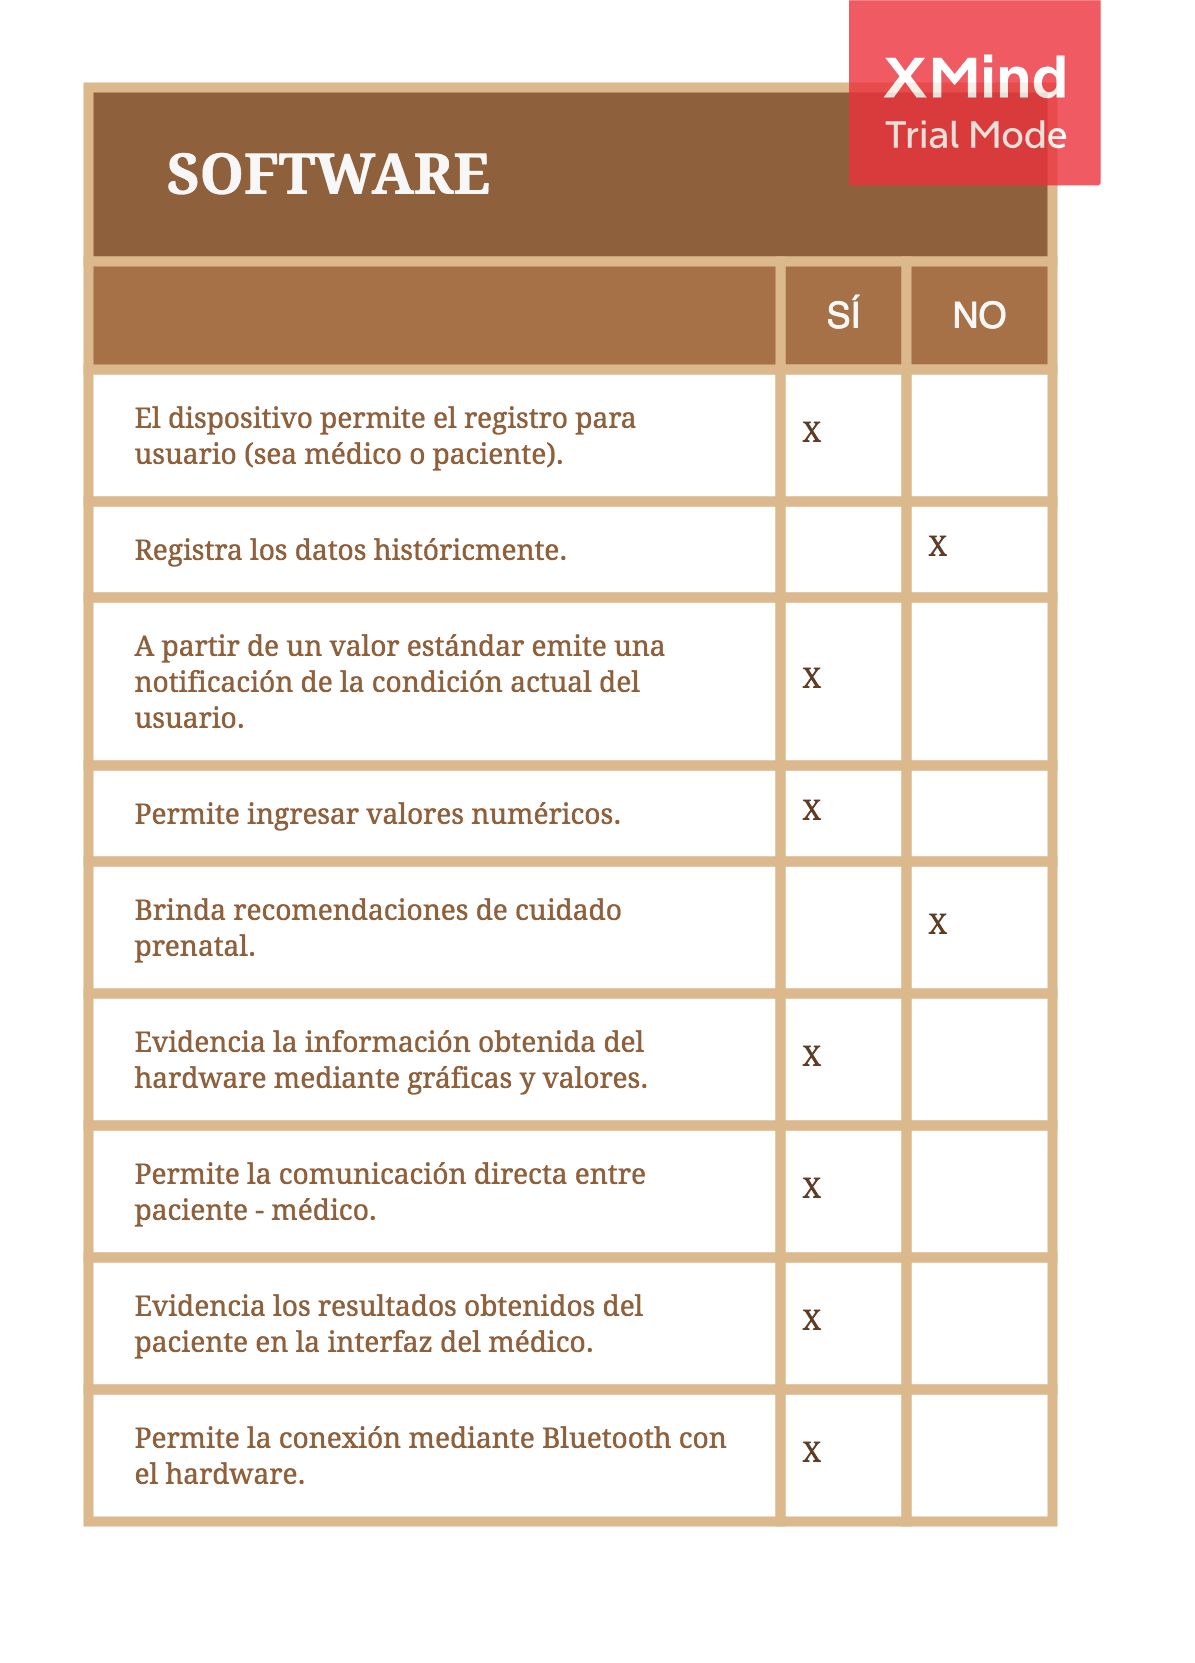 XMind
Trial Mode
SOFTWARE
SÍ NO
El dispositivo permite el registro para
usuario (sea médico o paciente).
X
Registra los datos históricmente.
X
A partir de un valor estándar emite una
notificación de la condición actual del
usuario.
X
Permite ingresar valores numéricos.
X
Brinda recomendaciones de cuidado
prenatal.
X
Evidencia la información obtenida del
hardware mediante gráficas y valores.
X
Permite la comunicación directa entre
paciente - médico.
X
Evidencia los resultados obtenidos del
paciente en la interfaz del médico.
X
Permite la conexión mediante Bluetooth con
el hardware.
X